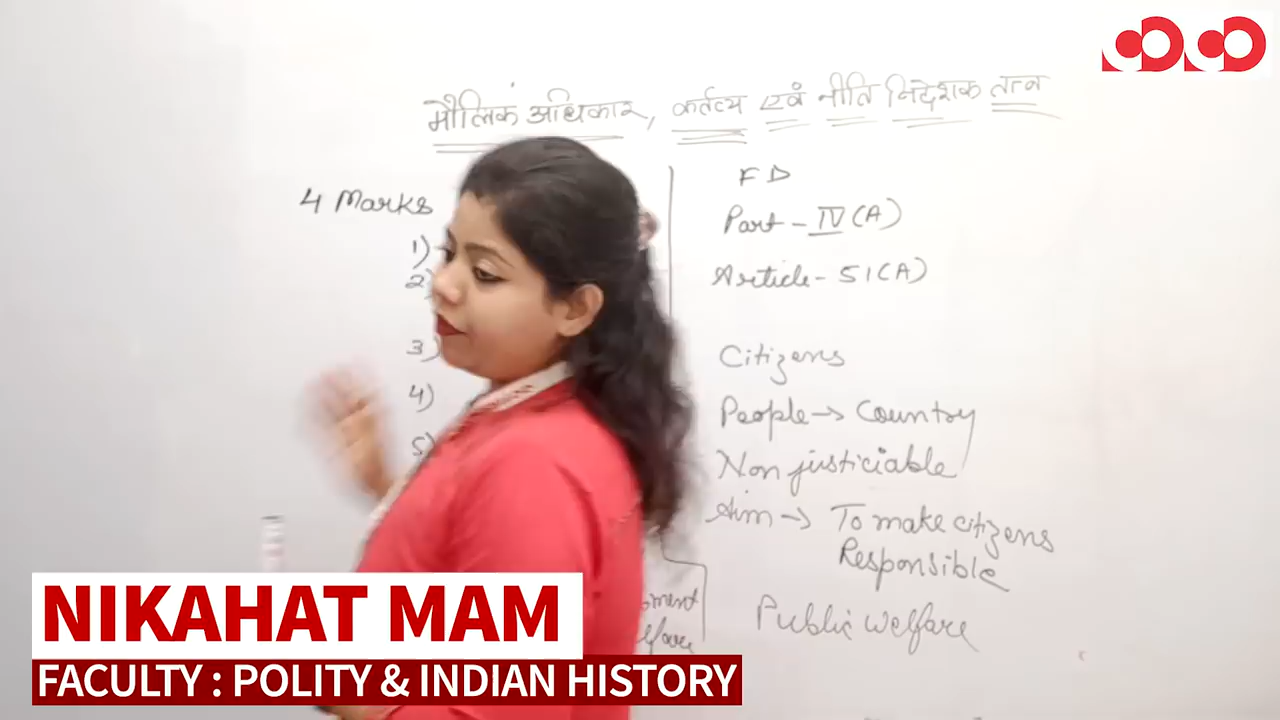 मौलिक अधिकार, कर्तव्य एवं नीति निदेशक तत्व
4 Marks
1)
2)
3)
4)
5)
FD
Part - IV (A)
Article - 51(A)
Citizens
People → Country
Non justiciable
Aim → To make citizens
Responsible
Public welfare
NIKAHAT MAM
FACULTY : POLITY & INDIAN HISTORY